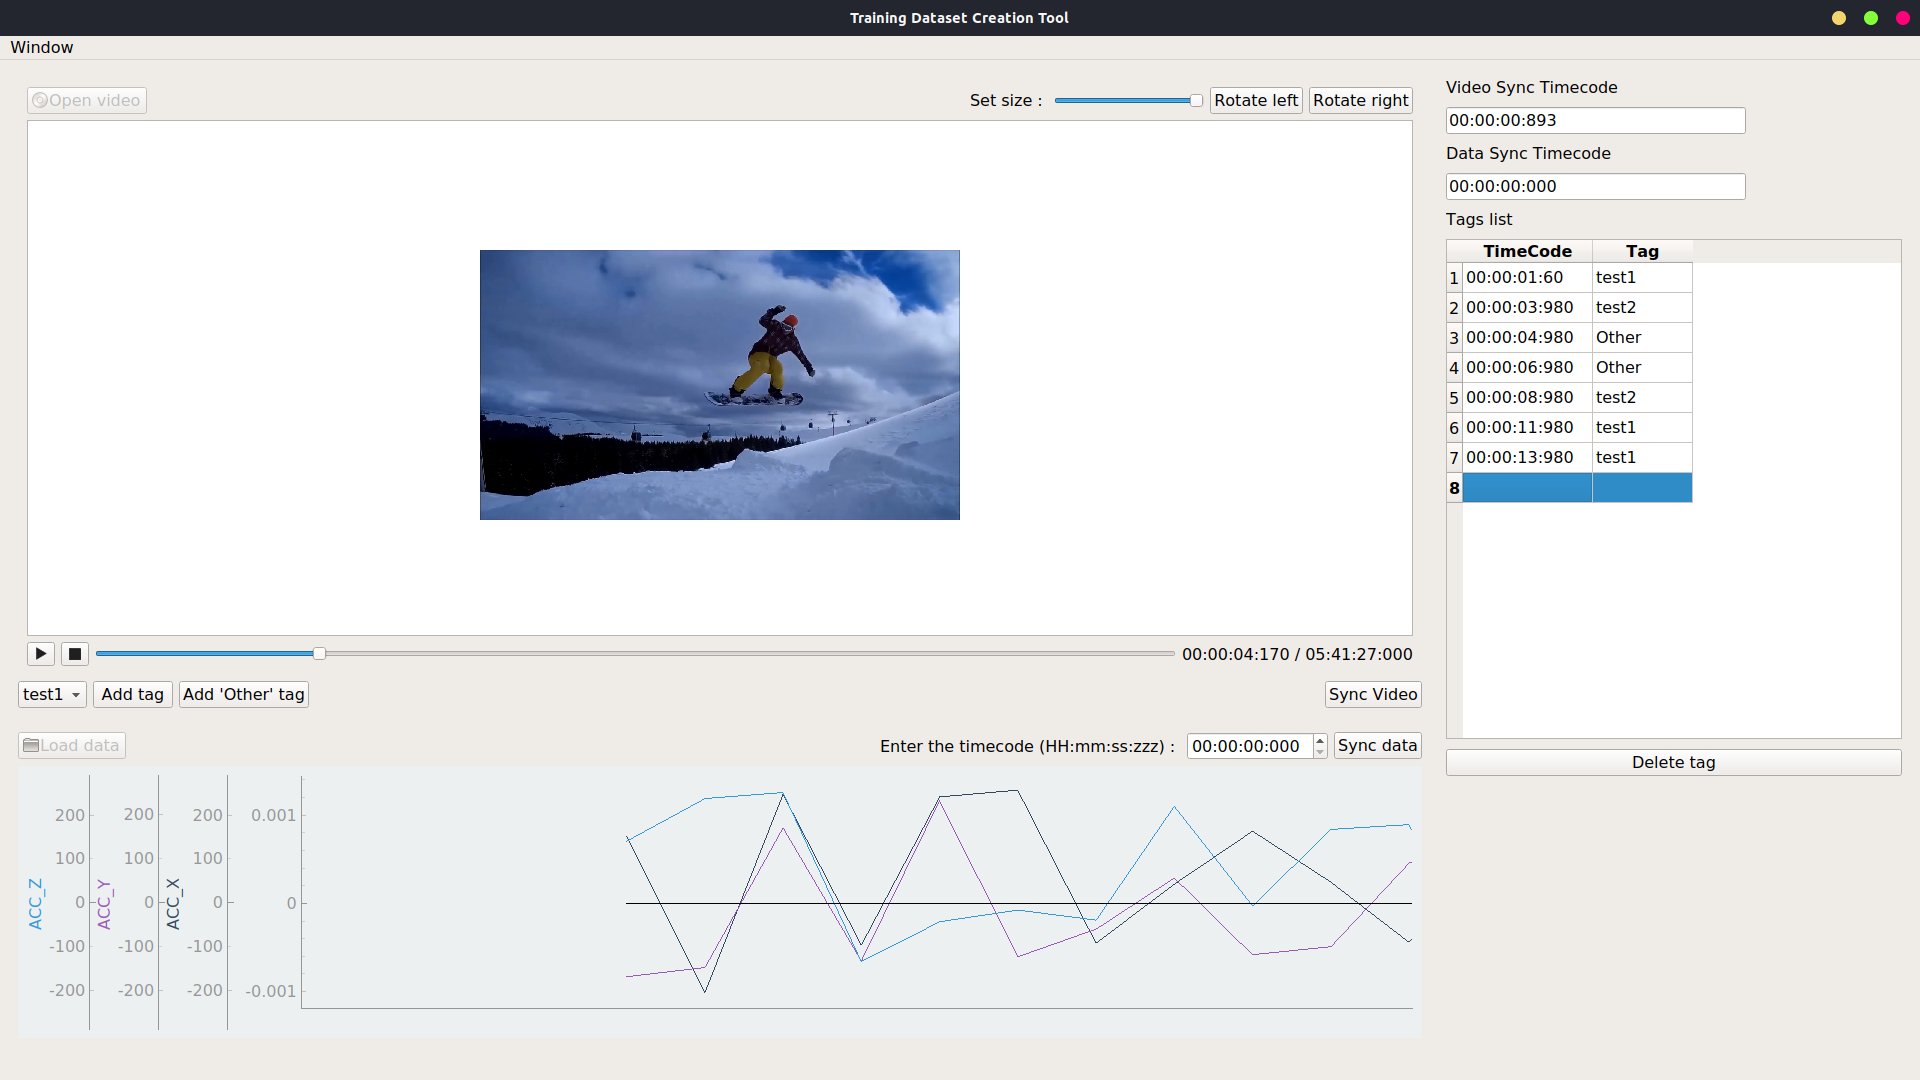 Training Dataset Creation Tool
Window
Open video
Set size :
Rotate left
Rotate right
00:00:04:170 / 05:41:27:000
test1
Add tag
Add 'Other' tag
Sync Video
Load data
Enter the timecode (HH:mm:ss:zzz) :
00:00:00:000
Sync data
ACC_Z
200
100
0
-100
-200
ACC_Y
200
100
0
-100
-200
ACC_X
200
100
0
-100
-200
0.001
0
-0.001
Video Sync Timecode
00:00:00:893
Data Sync Timecode
00:00:00:000
Tags list
TimeCode Tag
1 00:00:01:60 test1
2 00:00:03:980 test2
3 00:00:04:980 Other
4 00:00:06:980 Other
5 00:00:08:980 test2
6 00:00:11:980 test1
7 00:00:13:980 test1
8
Delete tag